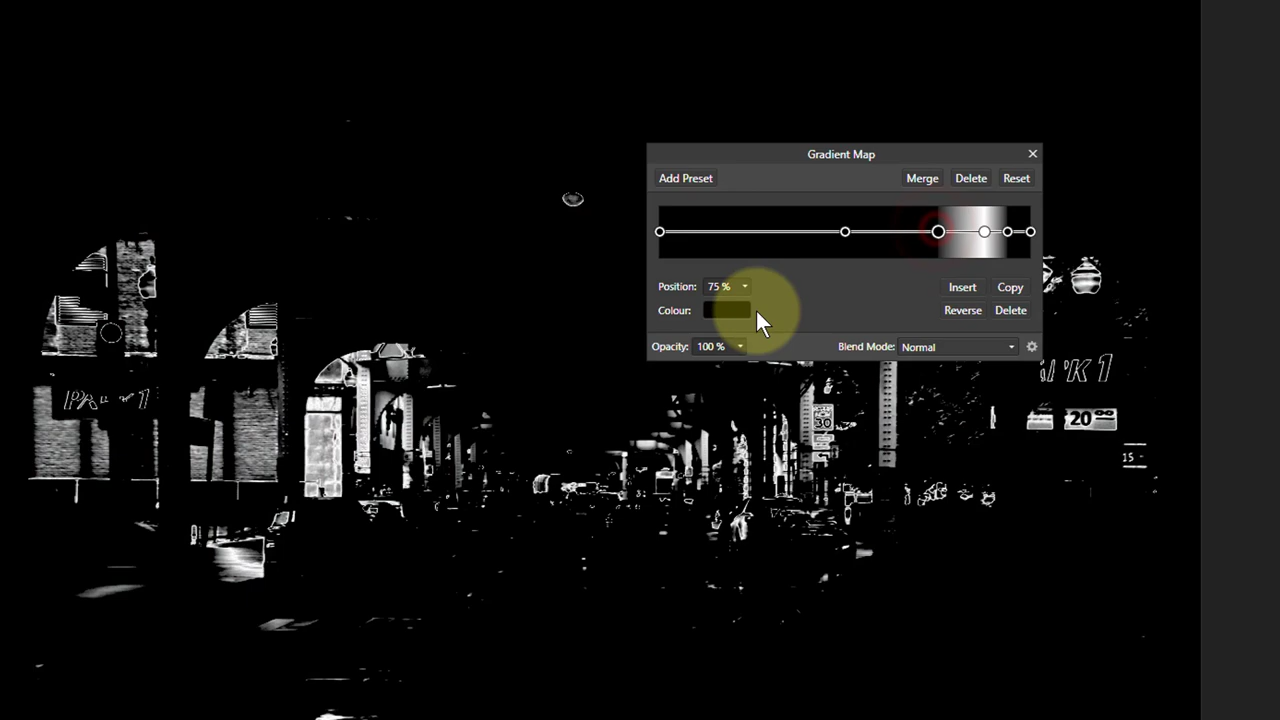 Gradient Map
Add Preset Merge Delete Reset
Position: 75 % Insert Copy
Colour: Reverse Delete
Opacity: 100 % Blend Mode: Normal
30
20
15